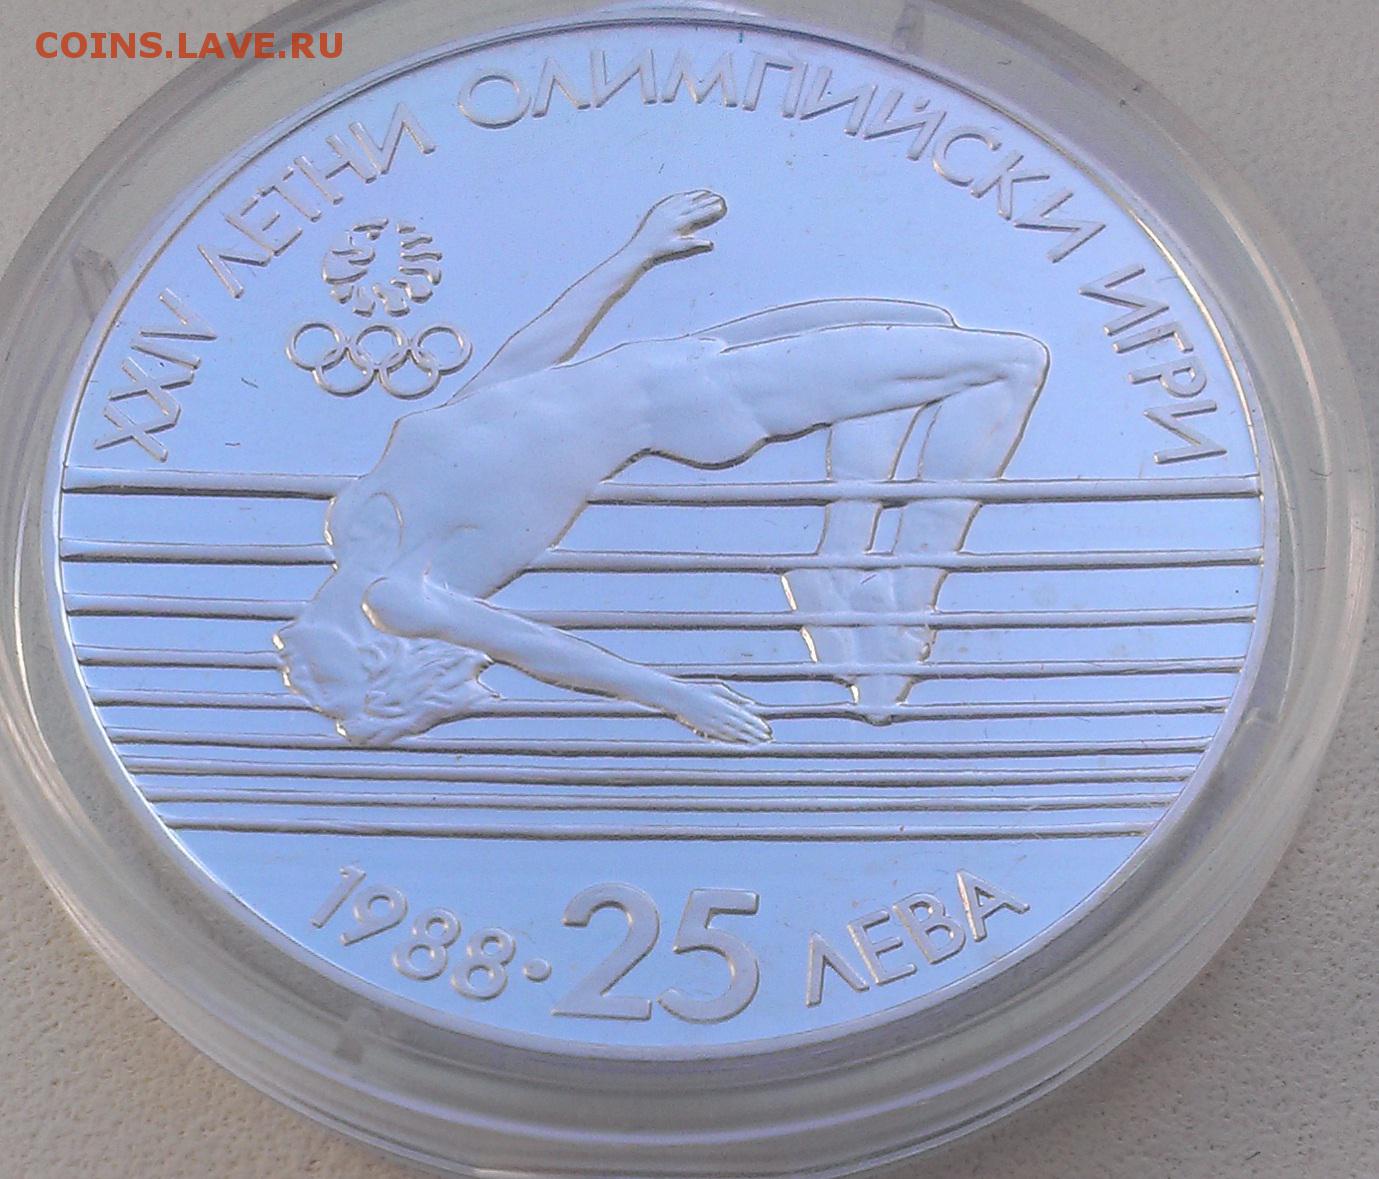 COINS.LAVE.RU
XXIV ЛЕТНИ ОЛИМПИЙСКИ ИГРИ
1988 · 25 ЛЕВА